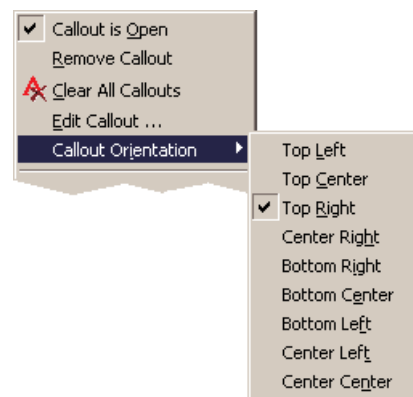 Callout is Open
Remove Callout
Clear All Callouts
Edit Callout ...
Callout Orientation
Top Left
Top Center
Top Right
Center Right
Bottom Right
Bottom Center
Bottom Left
Center Left
Center Center